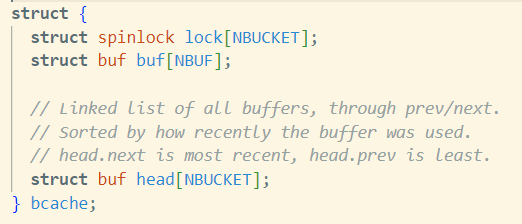 struct {
  struct spinlock lock[NBUCKET];
  struct buf buf[NBUF];

  // Linked list of all buffers, through prev/next.
  // Sorted by how recently the buffer was used.
  // head.next is most recent, head.prev is least.
  struct buf head[NBUCKET];
} bcache;